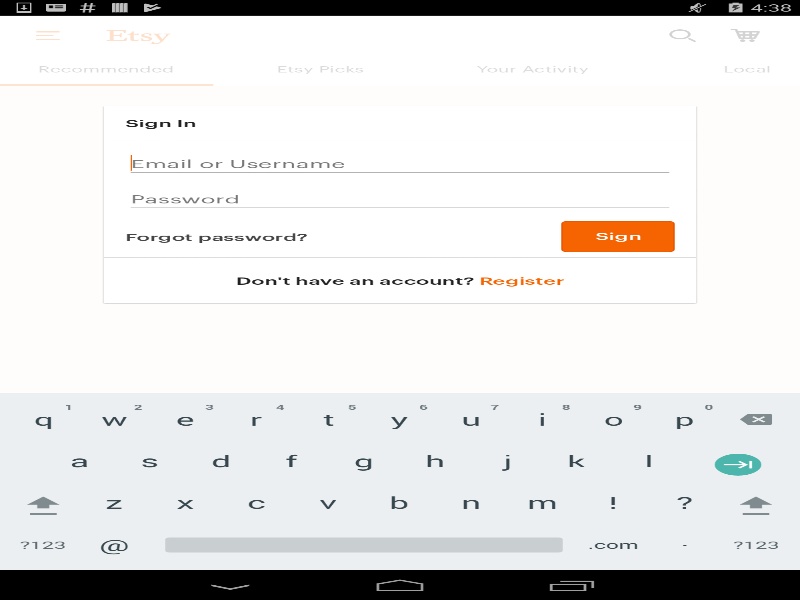 4:38
Etsy
Recommended Etsy Picks Your Activity Local
Sign In
Email or Username
Password
Forgot password? Sign
Don't have an account? Register
1 2 3 4 5 6 7 8 9 0
q w e r t y u i o p
a s d f g h j k l
z x c v b n m ! ?
?123 @ .com . ?123